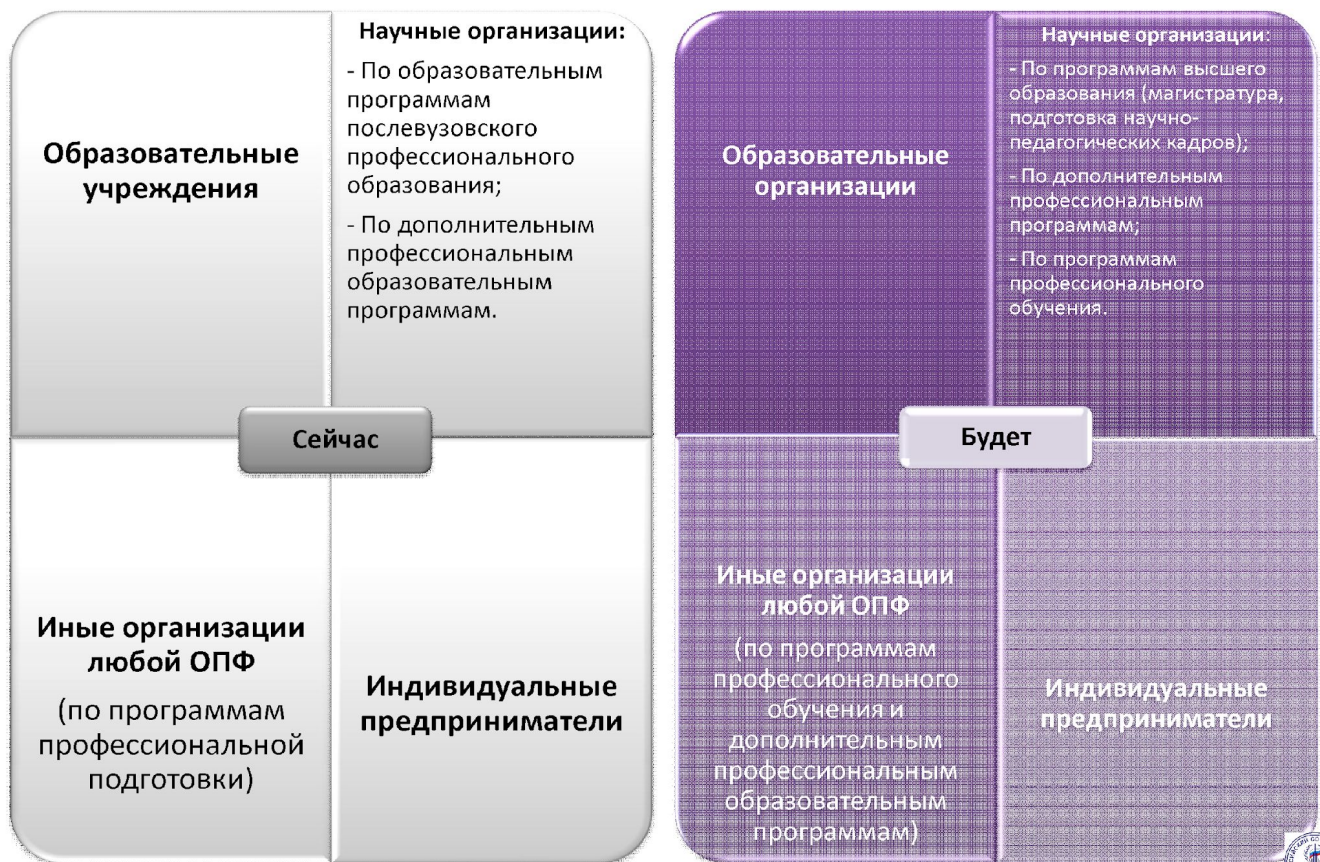 Образовательные
учреждения
Научные организации:
- По образовательным
программам
послевузовского
профессионального
образования;
- По дополнительным
профессиональным
образовательным
программам.
Сейчас
Иные организации
любой ОПФ
(по программам
профессиональной
подготовки)
Индивидуальные
предприниматели
Образовательные
организации
Научные организации:
- По программам высшего
образования (магистратура,
подготовка научно-
педагогических кадров);
- По дополнительным
профессиональным
программам;
- По программам
профессионального
обучения.
Будет
Иные организации
любой ОПФ
(по программам
профессионального
обучения и
дополнительным
профессиональным
образовательным
программам)
Индивидуальные
предприниматели